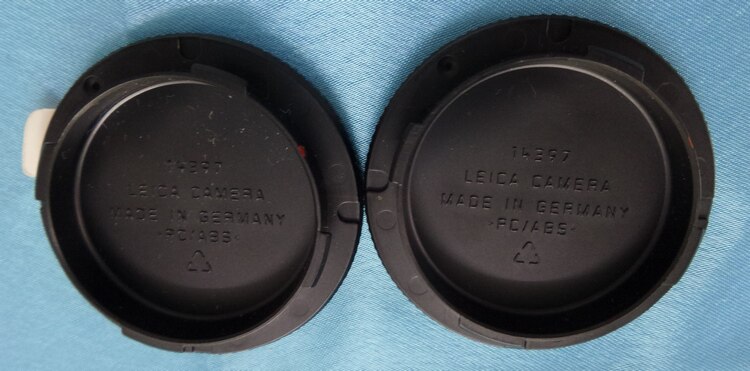 14397
LEICA CAMERA
MADE IN GERMANY
·PC/ABS·
14397
LEICA CAMERA
MADE IN GERMANY
·PC/ABS·